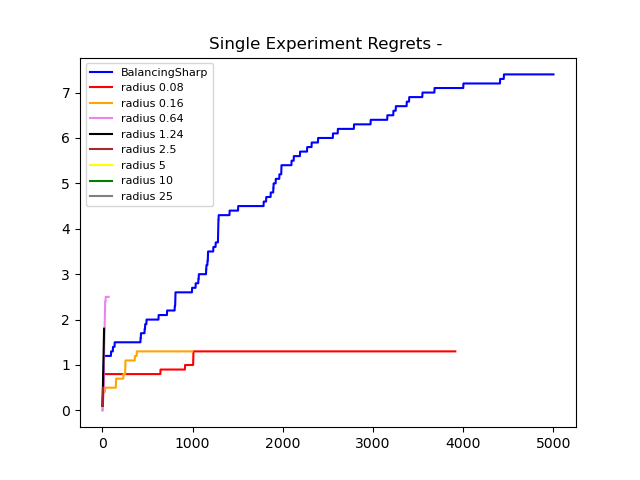 Single Experiment Regrets -
BalancingSharp
radius 0.08
radius 0.16
radius 0.64
radius 1.24
radius 2.5
radius 5
radius 10
radius 25
7
6
5
4
3
2
1
0
0 1000 2000 3000 4000 5000